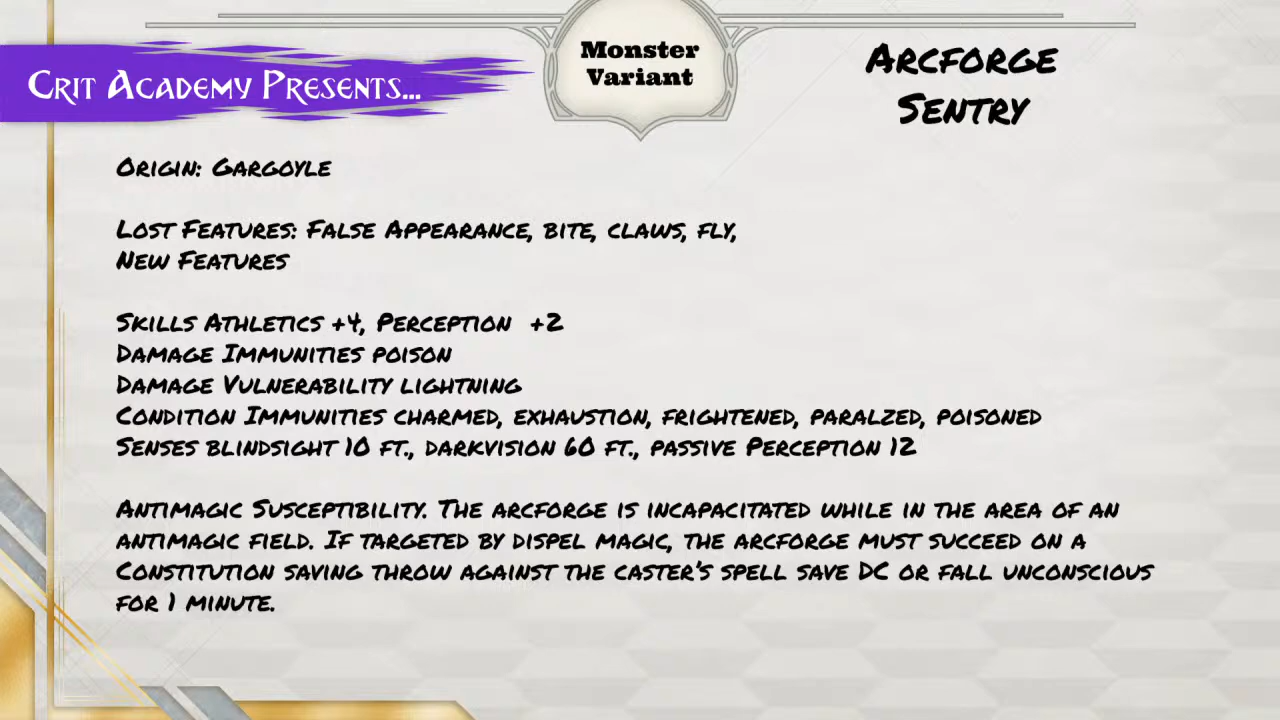 Crit Academy Presents...
Monster
Variant
Arcforge
Sentry
Origin: Gargoyle
Lost Features: False Appearance, bite, claws, fly,
New Features
Skills Athletics +4, Perception +2
Damage Immunities poison
Damage Vulnerability lightning
Condition Immunities charmed, exhaustion, frightened, paralzed, poisoned
Senses blindsight 10 ft., darkvision 60 ft., passive Perception 12
Antimagic Susceptibility. The arcforge is incapacitated while in the area of an
antimagic field. If targeted by dispel magic, the arcforge must succeed on a
Constitution saving throw against the caster's spell save DC or fall unconscious
for 1 minute.